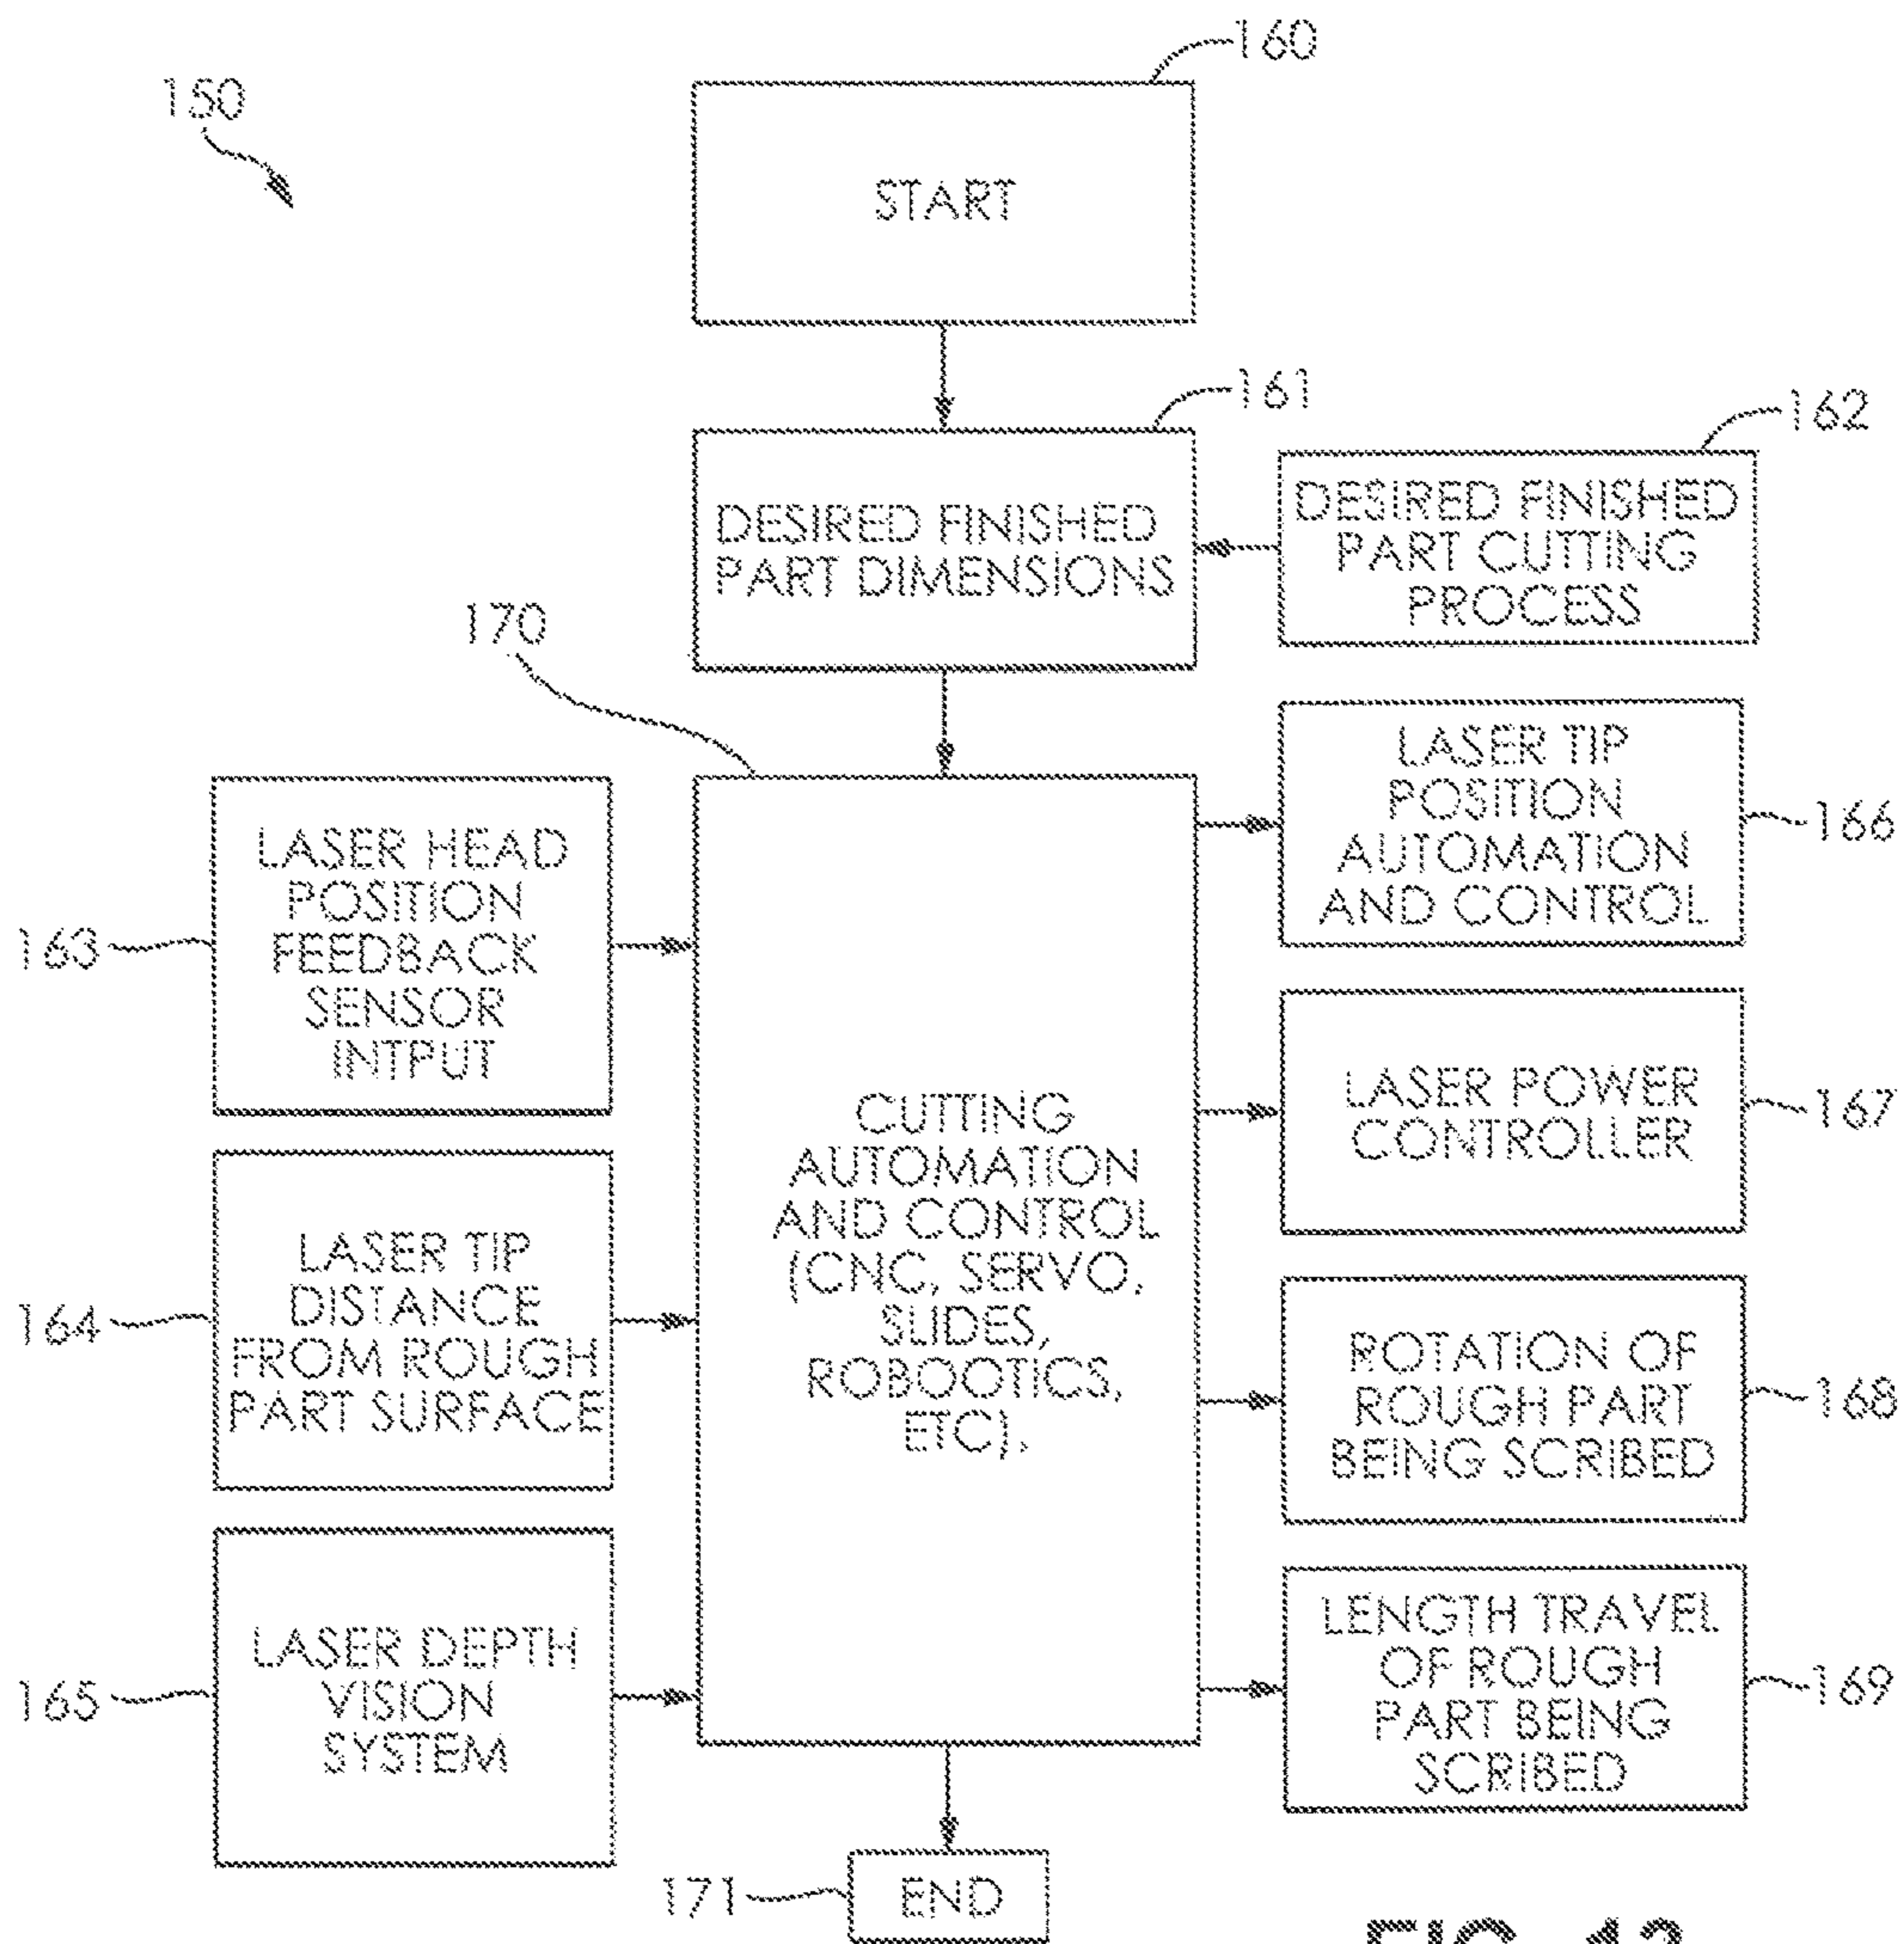 160
150
START
161
162
DESIRED FINISHED
PART DIMENSIONS
DESIRED FINISHED
PART CUTTING
PROCESS
170
LASER TIP
POSITION
AUTOMATION
AND CONTROL
166
LASER HEAD
POSITION
FEEDBACK
SENSOR
INTPUT
163
LASER POWER
CONTROLLER
167
CUTTING
AUTOMATION
AND CONTROL
(CNC, SERVO,
SLIDES,
ROBOOTICS,
ETC).
LASER TIP
DISTANCE
FROM ROUGH
PART SURFACE
164
ROTATION OF
ROUGH PART
BEING SCRIBED
168
LASER DEPTH
VISION
SYSTEM
165
LENGTH TRAVEL
OF ROUGH
PART BEING
SCRIBED
169
171
END
FIG. 13